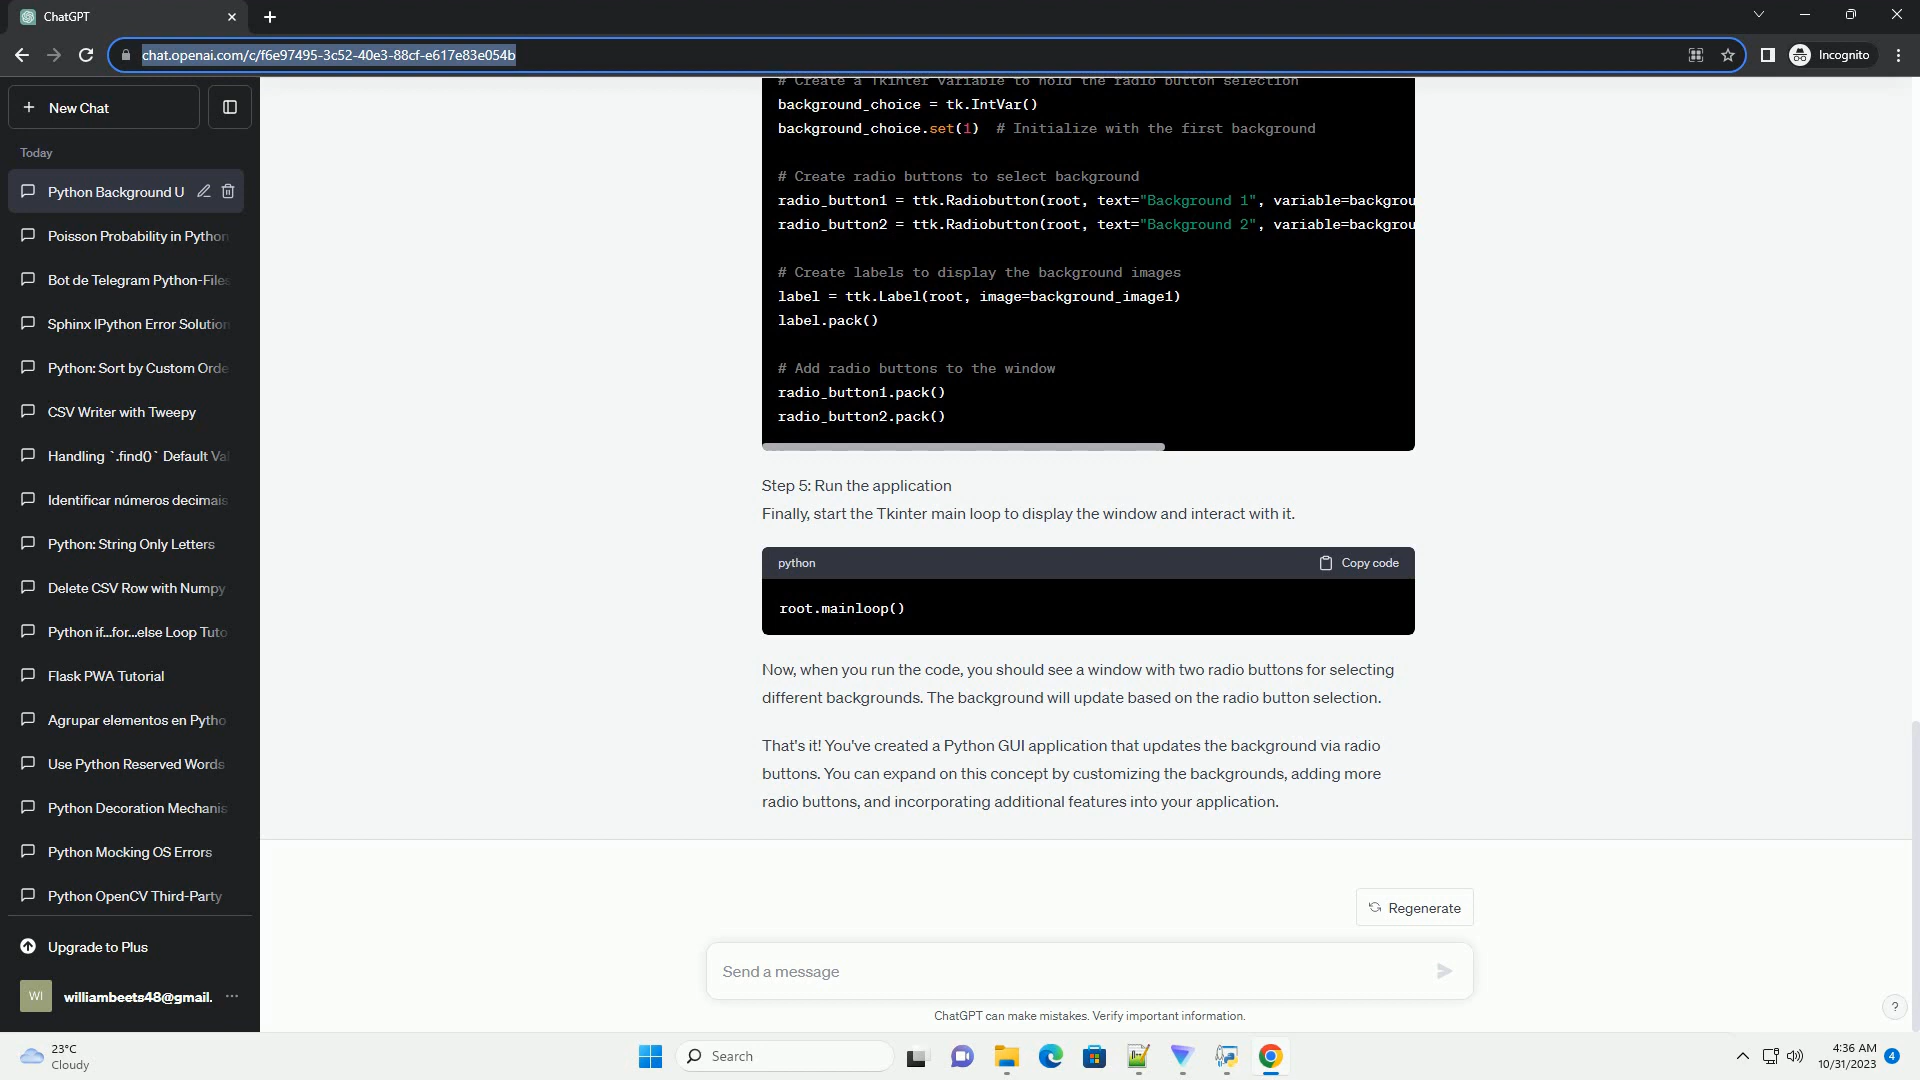 ChatGPT
chat.openai.com/c/f6e97495-3c52-40e3-88cf-e617e83e054b
Incognito
New Chat
Today
Python Background U
Poisson Probability in Python
Bot de Telegram Python-Files
Sphinx IPython Error Solution
Python: Sort by Custom Orde
CSV Writer with Tweepy
Handling `.find()` Default Val
Identificar números decimais
Python: String Only Letters
Delete CSV Row with Numpy
Python if...for...else Loop Tuto
Flask PWA Tutorial
Agrupar elementos en Pytho
Use Python Reserved Words
Python Decoration Mechanis
Python Mocking OS Errors
Python OpenCV Third-Party
Upgrade to Plus
WI
williambeets48@gmail.
# Create a Tkinter variable to hold the radio button selection
background_choice = tk.IntVar()
background_choice.set(1)  # Initialize with the first background
# Create radio buttons to select background
radio_button1 = ttk.Radiobutton(root, text="Background 1", variable=backgrou
radio_button2 = ttk.Radiobutton(root, text="Background 2", variable=backgrou
# Create labels to display the background images
label = ttk.Label(root, image=background_image1)
label.pack()
# Add radio buttons to the window
radio_button1.pack()
radio_button2.pack()
Step 5: Run the application
Finally, start the Tkinter main loop to display the window and interact with it.
python
Copy code
root.mainloop()
Now, when you run the code, you should see a window with two radio buttons for selecting
different backgrounds. The background will update based on the radio button selection.
That's it! You've created a Python GUI application that updates the background via radio
buttons. You can expand on this concept by customizing the backgrounds, adding more
radio buttons, and incorporating additional features into your application.
Regenerate
Send a message
ChatGPT can make mistakes. Verify important information.
?
23°C
Cloudy
Search
4:36 AM
10/31/2023
4